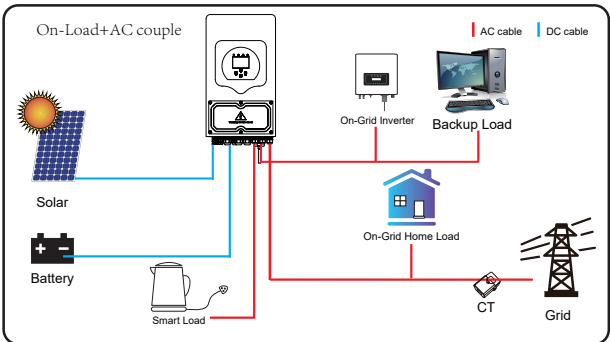 On-Load+AC couple
AC cable
DC cable
On-Grid Inverter
Backup Load
Solar
On-Grid Home Load
Battery
Smart Load
CT
Grid